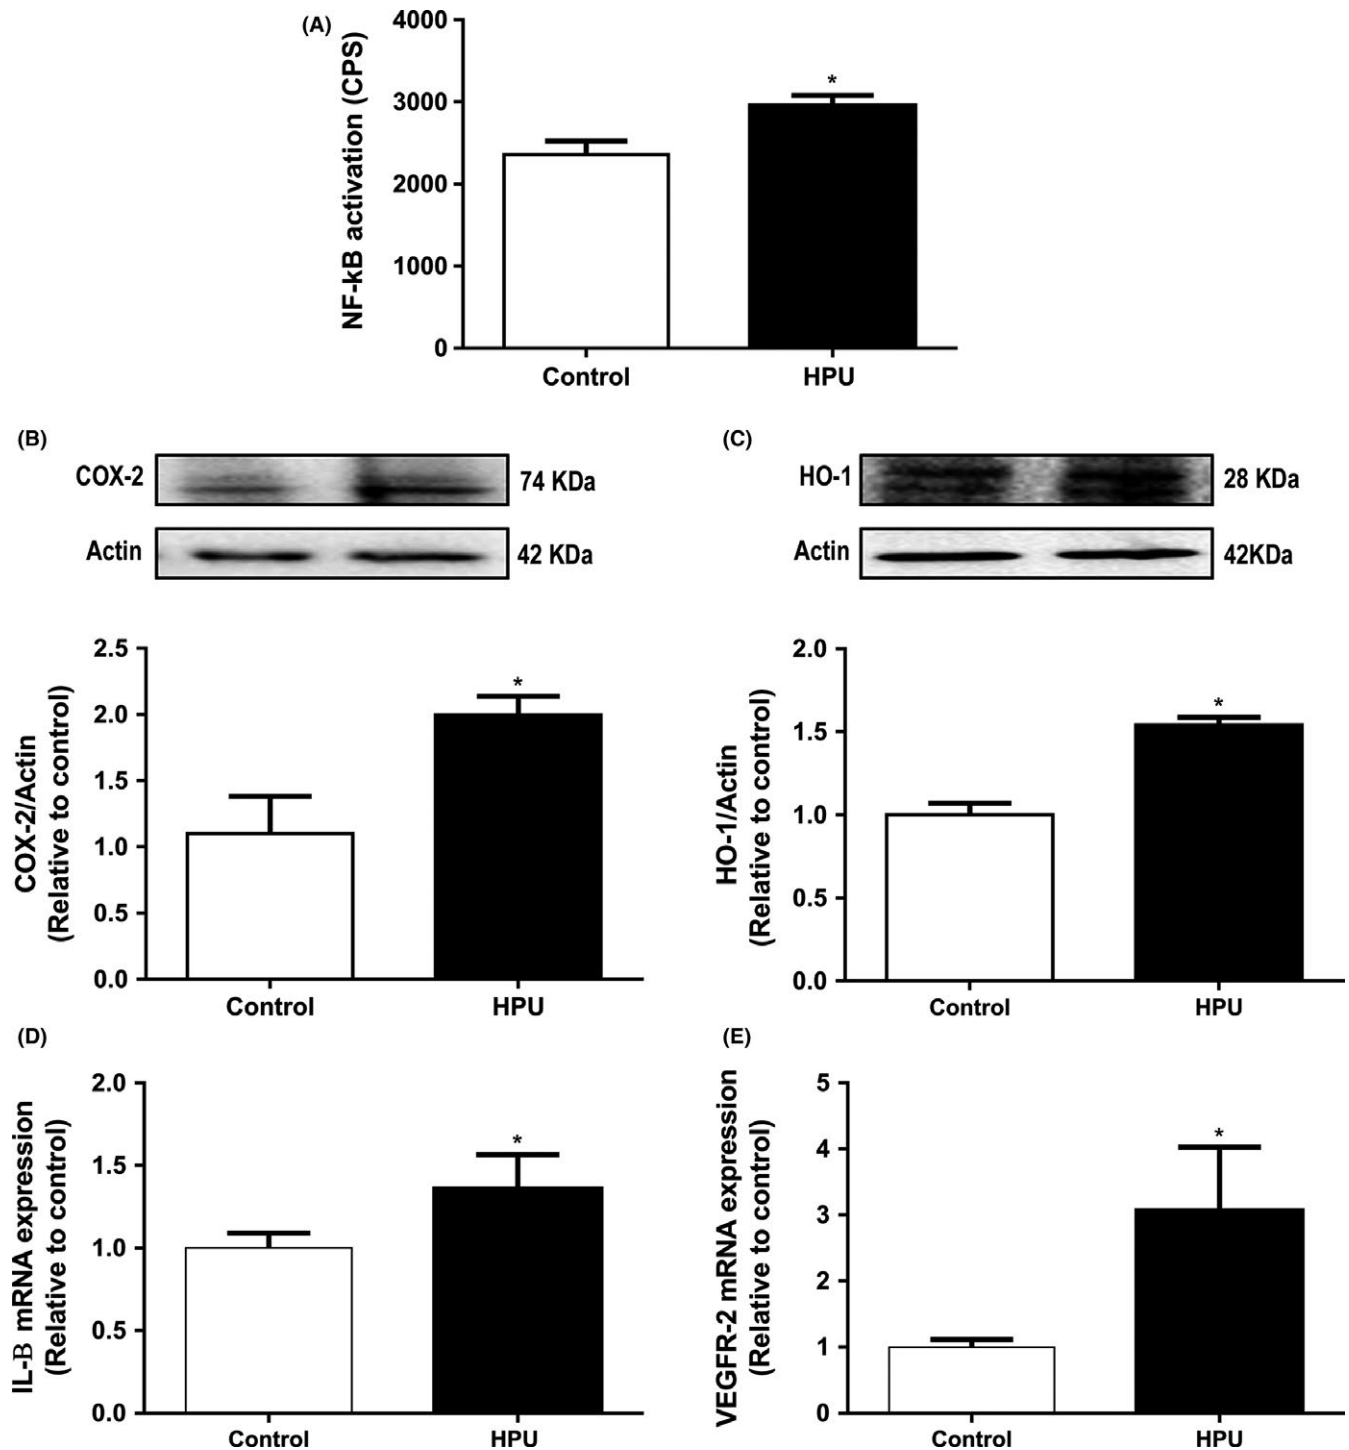 (A)
NF-kB activation (CPS)
4000
3000
2000
1000
0
*
Control
HPU
(B)
COX-2
74 KDa
Actin
42 KDa
COX-2/Actin
(Relative to control)
2.5
2.0
1.5
1.0
0.5
0.0
*
Control
HPU
(C)
HO-1
28 KDa
Actin
42KDa
HO-1/Actin
(Relative to control)
2.0
1.5
1.0
0.5
0.0
*
Control
HPU
(D)
IL-B mRNA expression
(Relative to control)
2.0
1.5
1.0
0.5
0.0
*
Control
HPU
(E)
VEGFR-2 mRNA expression
(Relative to control)
5
4
3
2
1
0
*
Control
HPU